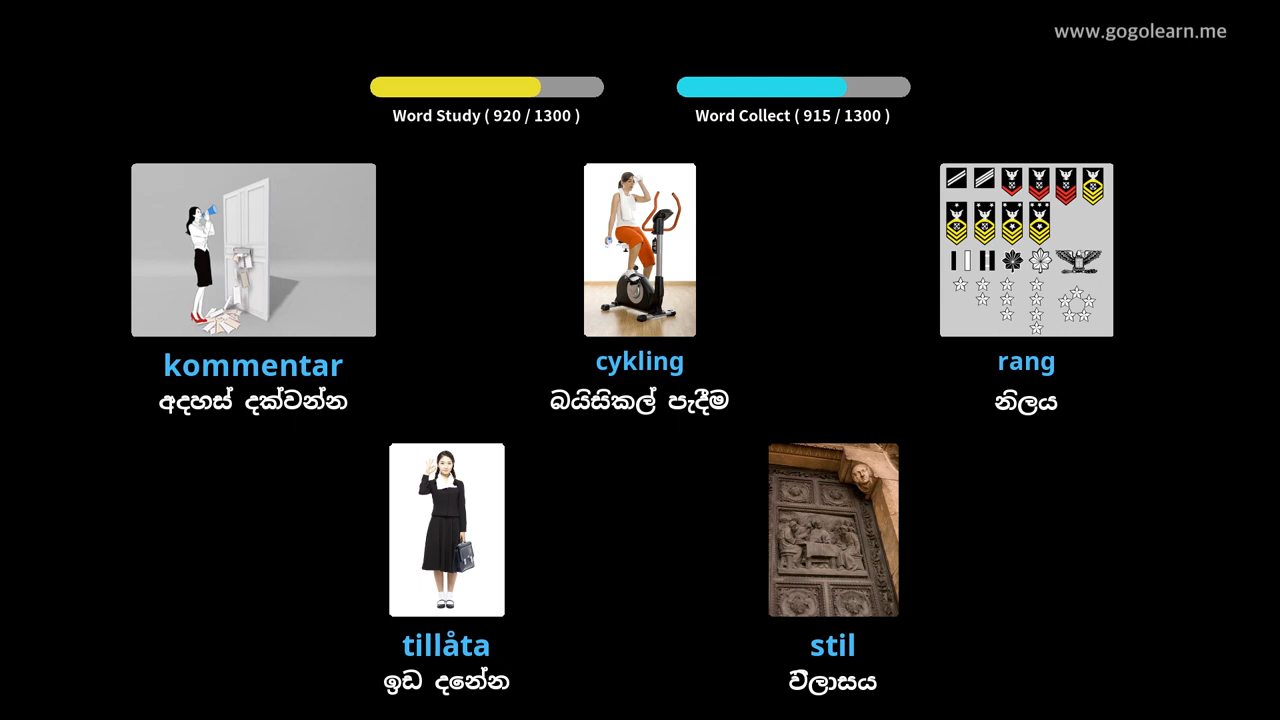 www.gogolearn.me
Word Study ( 920 / 1300 )
Word Collect ( 915 / 1300 )
kommentar
අදහස් දක්වන්න
cykling
බයිසිකල් පැදීම
rang
නිලය
tillåta
ඉඩ දෙන්න
stil
විලාසය